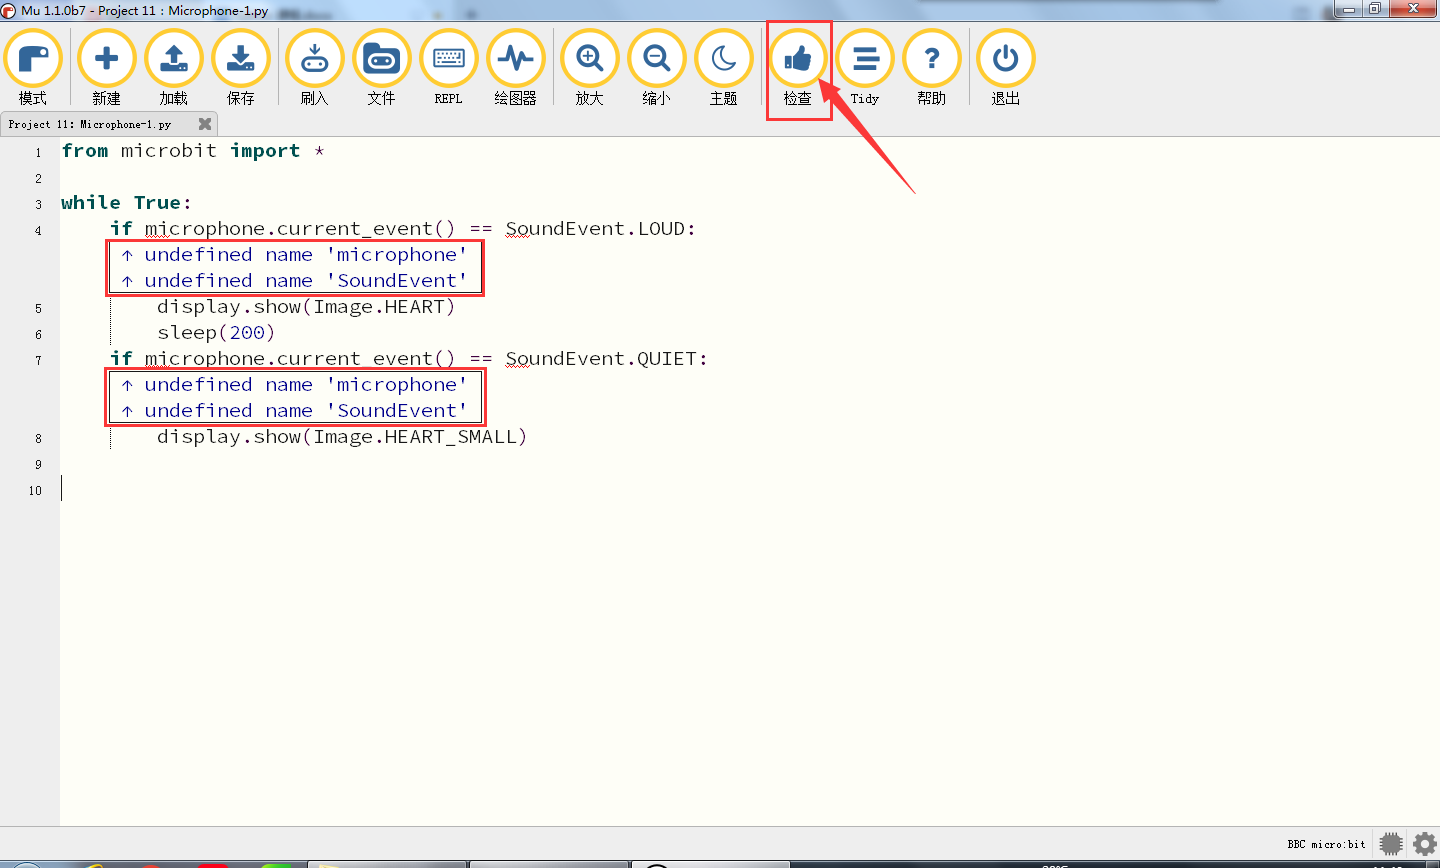 Mu 1.1.0b7 - Project 11 : Microphone-1.py
模式 新建 加载 保存 刷入 文件 REPL 绘图器 放大 缩小 主题 检查 Tidy 帮助 退出
Project 11: Microphone-1.py
1 from microbit import *
2
3 while True:
4 if microphone.current_event() == SoundEvent.LOUD:
↑ undefined name 'microphone'
↑ undefined name 'SoundEvent'
5 display.show(Image.HEART)
6 sleep(200)
7 if microphone.current_event() == SoundEvent.QUIET:
↑ undefined name 'microphone'
↑ undefined name 'SoundEvent'
8 display.show(Image.HEART_SMALL)
9
10
BBC micro:bit